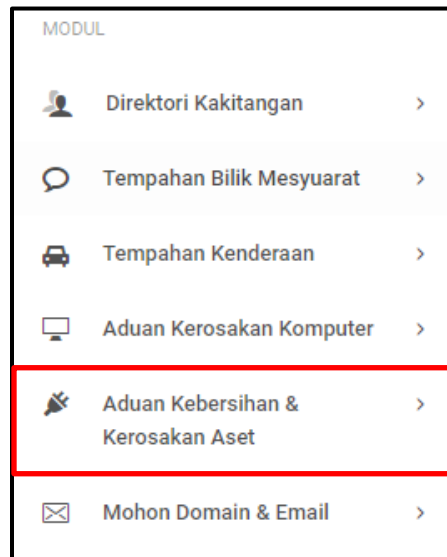 MODUL
Direktori Kakitangan
Tempahan Bilik Mesyuarat
Tempahan Kenderaan
Aduan Kerosakan Komputer
Aduan Kebersihan &
Kerosakan Aset
Mohon Domain & Email